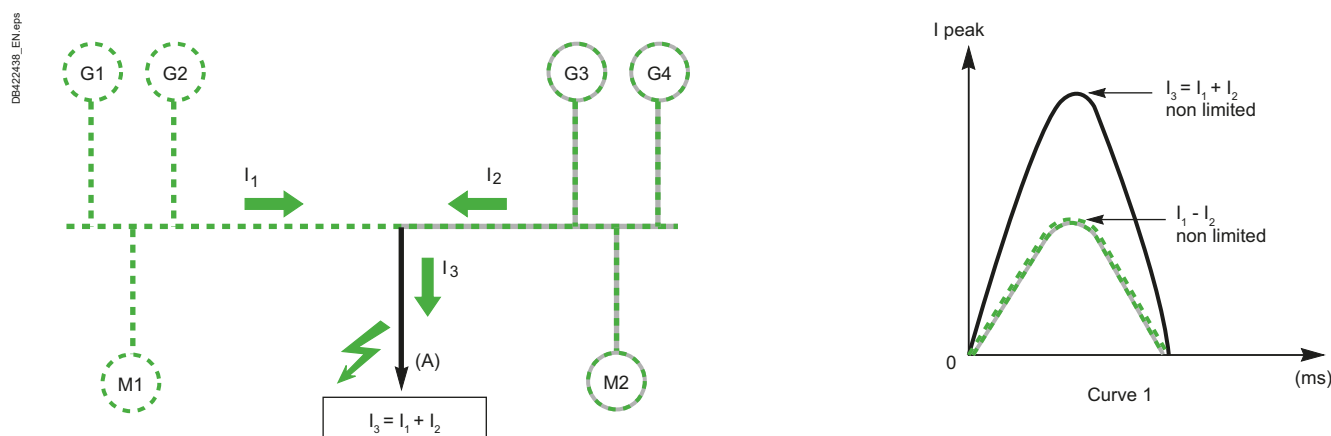 DB422438_EN.eps
G1
G2
G3
G4
I₁
I₂
I₃
(A)
M1
M2
I₃ = I₁ + I₂
I peak
I₃ = I₁ + I₂
non limited
I₁ - I₂
non limited
0
(ms)
Curve 1